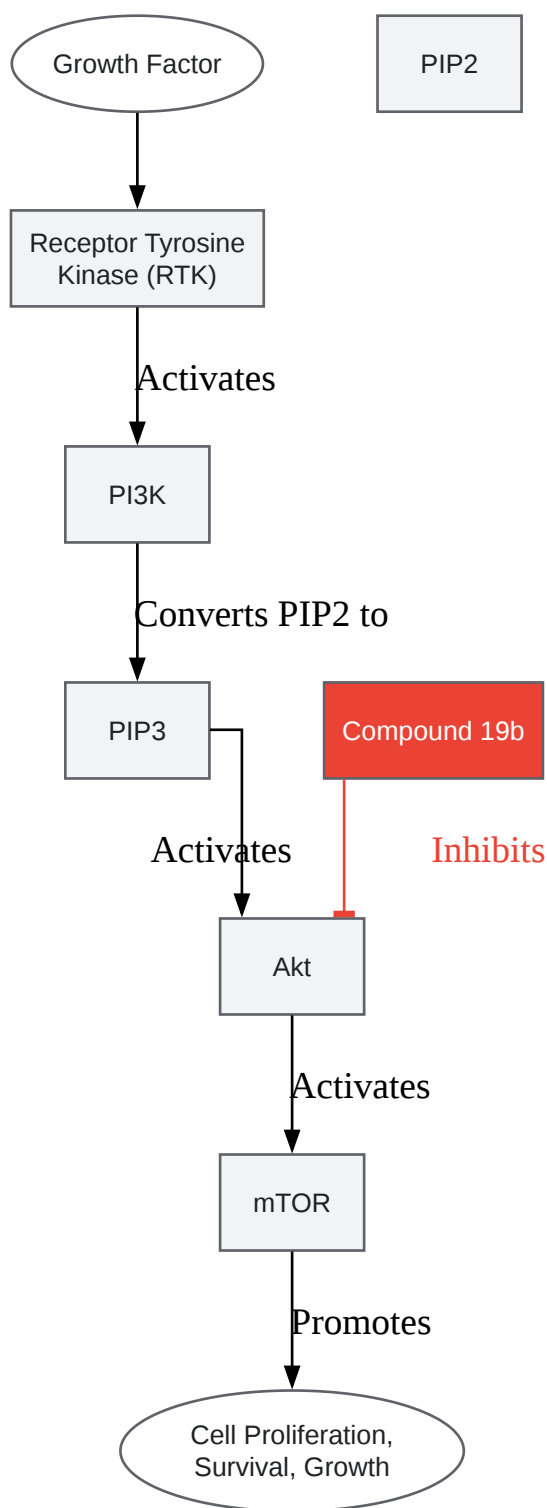 Growth Factor
PIP2
Receptor Tyrosine
Kinase (RTK)
Activates
PI3K
Converts PIP2 to
PIP3
Compound 19b
Activates
Inhibits
Akt
Activates
mTOR
Promotes
Cell Proliferation,
Survival, Growth